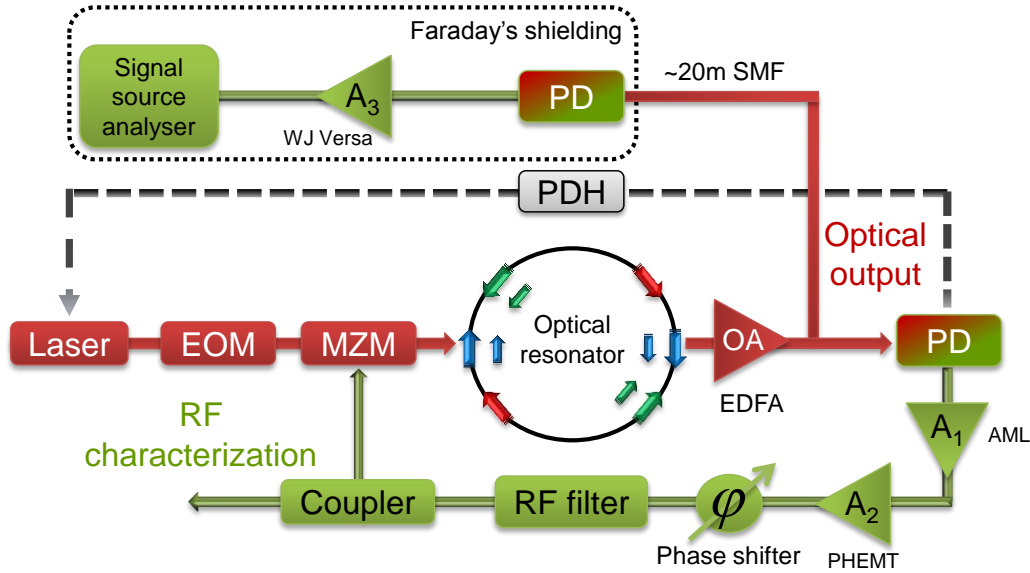 Faraday's shielding
Signal
source
analyser
A3
WJ Versa
PD
~20m SMF
PDH
Optical
output
Laser
EOM
MZM
Optical
resonator
OA
EDFA
PD
A1
AML
RF
characterization
Coupler
RF filter
φ
Phase shifter
A2
PHEMT